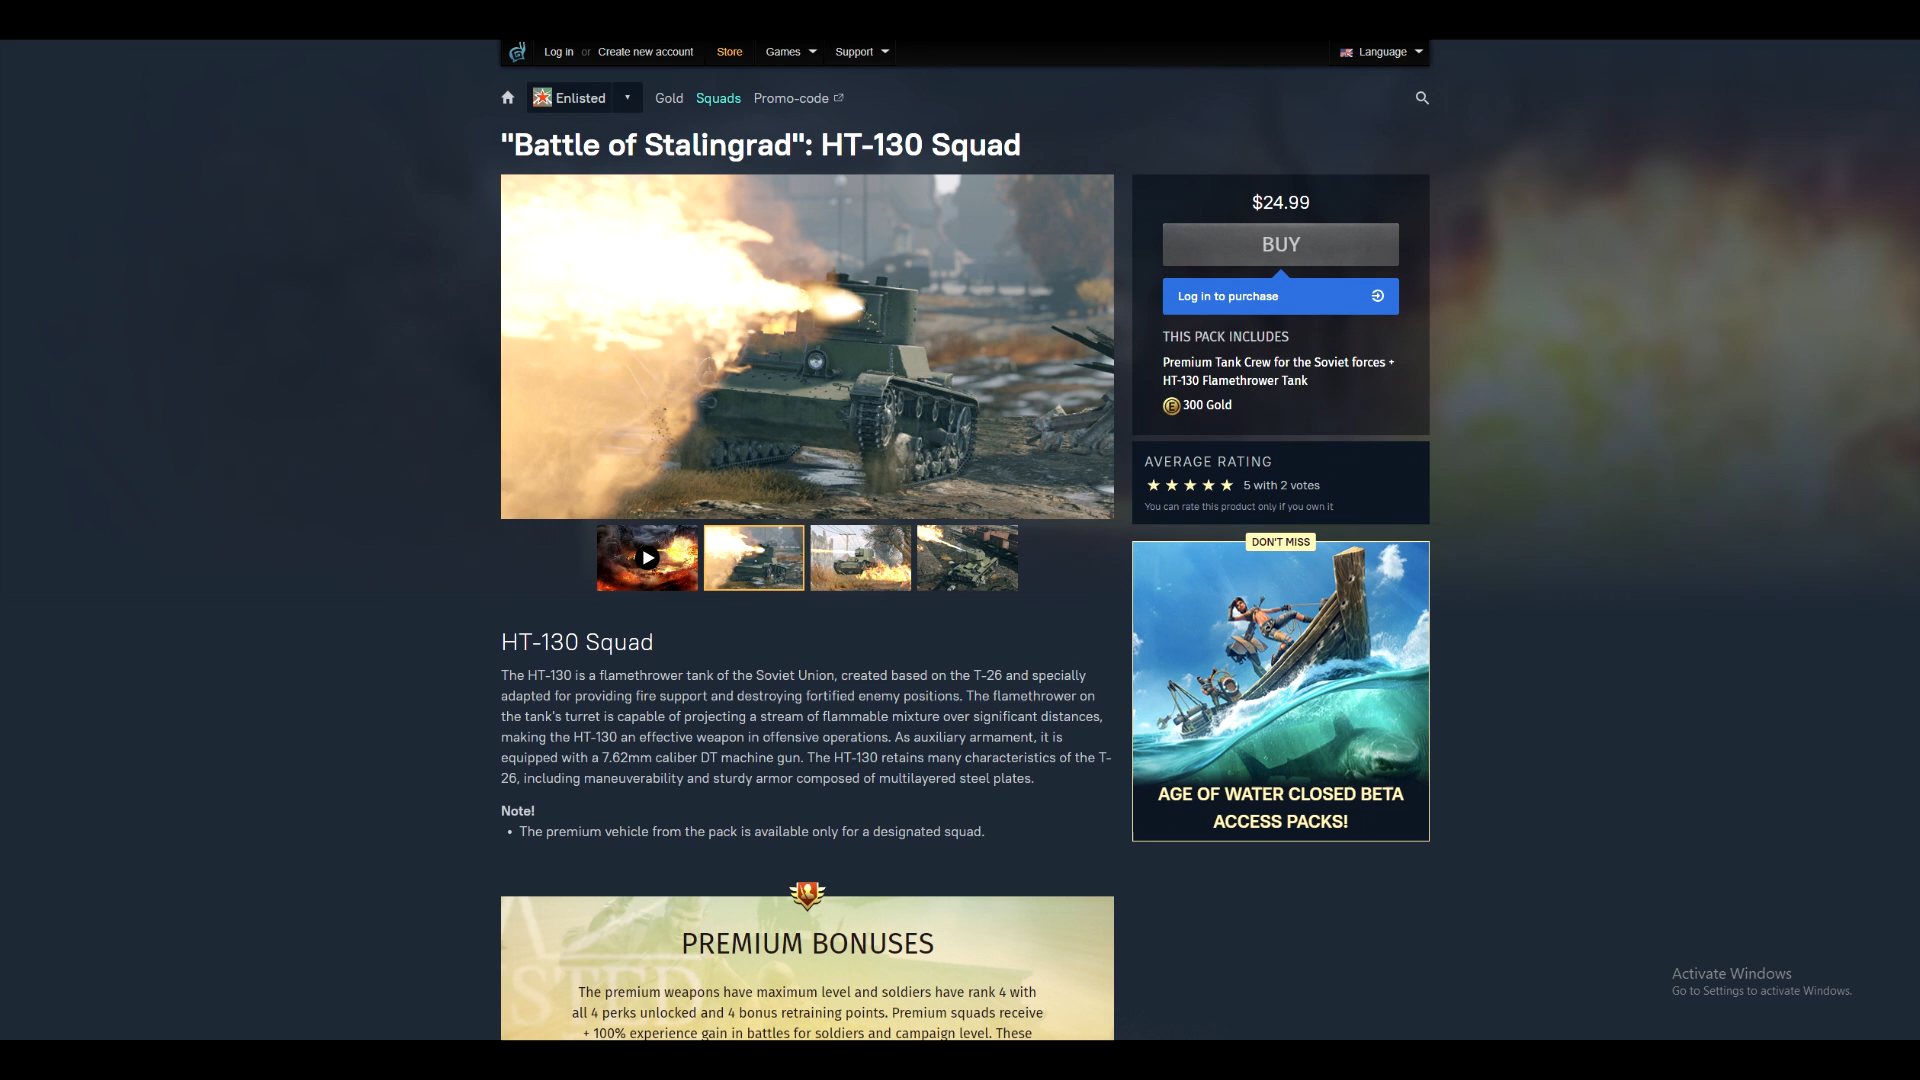 Log in or Create new account Store Games Support Language
Enlisted Gold Squads Promo-code
"Battle of Stalingrad": HT-130 Squad
$24.99
BUY
Log in to purchase
THIS PACK INCLUDES
Premium Tank Crew for the Soviet forces +
HT-130 Flamethrower Tank
300 Gold
AVERAGE RATING
5 with 2 votes
You can rate this product only if you own it
DON'T MISS
AGE OF WATER CLOSED BETA
ACCESS PACKS!
HT-130 Squad
The HT-130 is a flamethrower tank of the Soviet Union, created based on the T-26 and specially
adapted for providing fire support and destroying fortified enemy positions. The flamethrower on
the tank's turret is capable of projecting a stream of flammable mixture over significant distances,
making the HT-130 an effective weapon in offensive operations. As auxiliary armament, it is
equipped with a 7.62mm caliber DT machine gun. The HT-130 retains many characteristics of the T-
26, including maneuverability and sturdy armor composed of multilayered steel plates.
Note!
• The premium vehicle from the pack is available only for a designated squad.
PREMIUM BONUSES
The premium weapons have maximum level and soldiers have rank 4 with
all 4 perks unlocked and 4 bonus retraining points. Premium squads receive
+ 100% experience gain in battles for soldiers and campaign level. These
Activate Windows
Go to Settings to activate Windows.